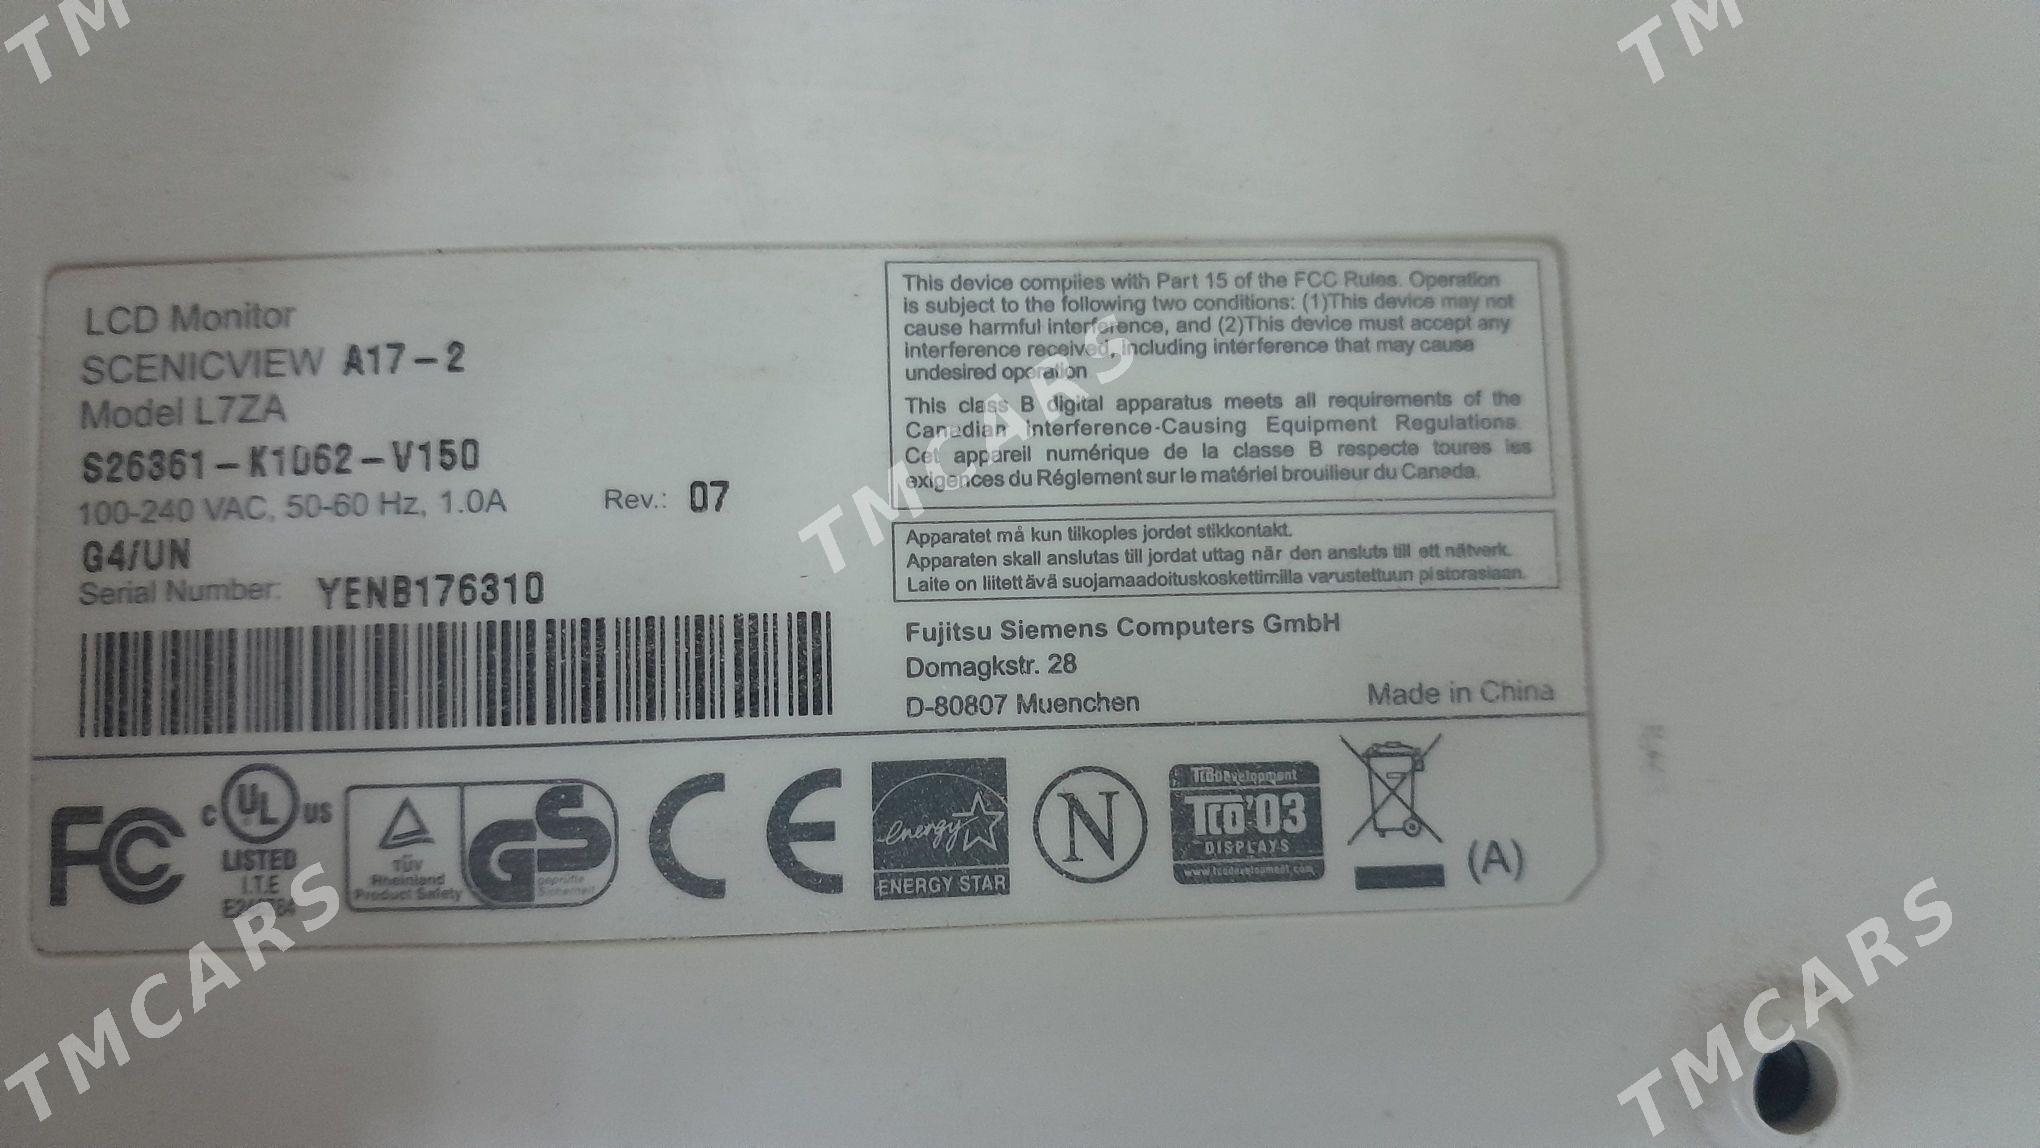 TM
TM
LCD Monitor
SCENICVIEW A17-2
Model L7ZA
S26361-K1062-V150
100-240 VAC, 50-60 Hz, 1.0A Rev.: 07
G4/UN
Serial Number: YENB176310
This device complies with Part 15 of the FCC Rules. Operation
is subject to the following two conditions: (1)This device may not
cause harmful interference, and (2)This device must accept any
interference received, including interference that may cause
undesired operation
This class B digital apparatus meets all requirements of the
Canadian Interference-Causing Equipment Regulations.
Cet appareil numérique de la classe B respecte toures les
exigences du Réglement sur le matériel brouilieur du Canada.
Apparatet må kun tilkoples jordet stikkontakt.
Apparaten skall anslutas till jordat uttag när den ansluts till ett nätverk.
Laite on liitettävä suojamaadoituskoskettimilla varustettuun pistorasiaan.
Fujitsu Siemens Computers GmbH
Domagkstr. 28
D-80807 Muenchen
Made in China
FC
c UL US
LISTED
I.T.E
TÜV
Rheinland
Product Safety
GS
geprüfte
Sicherheit
CE
energy
ENERGY STAR
N
TCODevelopment
TCO'03
DISPLAYS
www.tcodevelopment.com
(A)
TMCARS
TMCARS
TMCARS